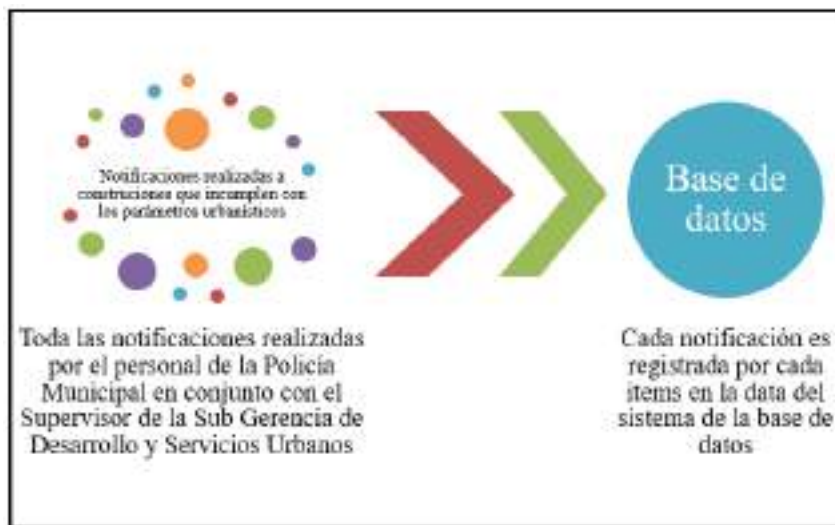 Notificaciones realizadas a
construciones que incumplen con
los parámetros urbanísticos
Base de
datos
Toda las notificaciones realizadas
por el personal de la Policía
Municipal en conjunto con el
Supervisor de la Sub Gerencia de
Desarrollo y Servicios Urbanos
Cada notificación es
registrada por cada
items en la data del
sistema de la base de
datos